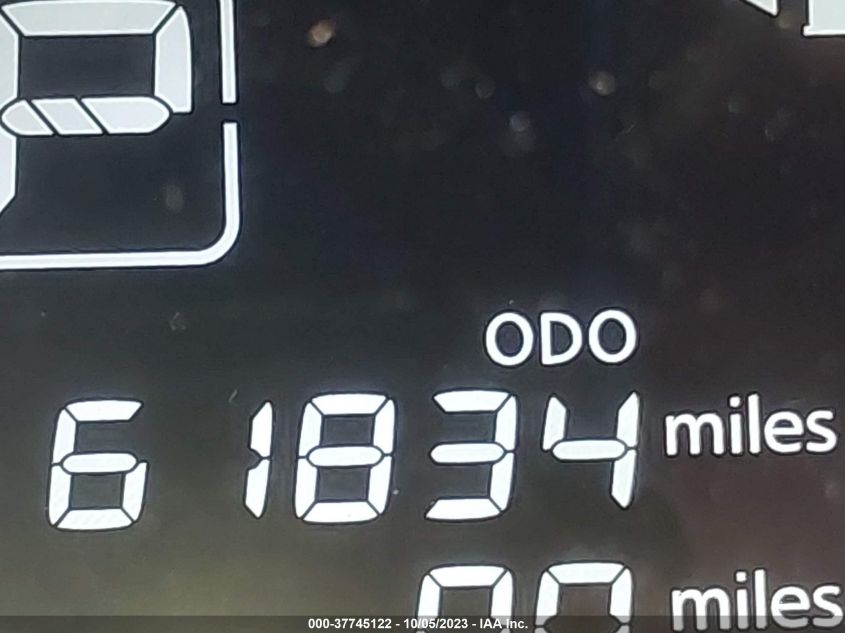 P
ODO
61834 miles
miles
000-37745122 - 10/05/2023 - IAA Inc.